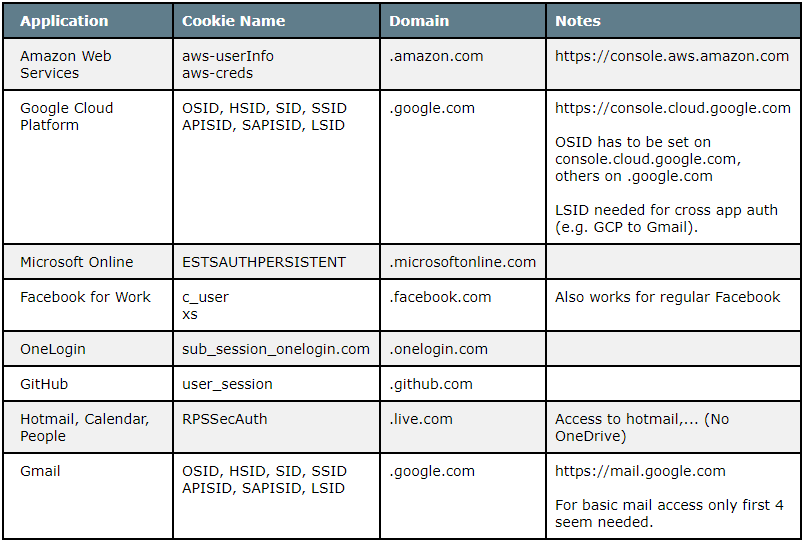 Application Cookie Name Domain Notes
Amazon Web
Services
aws-userInfo
aws-creds
.amazon.com
https://console.aws.amazon.com
Google Cloud
Platform
OSID, HSID, SID, SSID
APISID, SAPISID, LSID
.google.com
https://console.cloud.google.com
OSID has to be set on
console.cloud.google.com,
others on .google.com
LSID needed for cross app auth
(e.g. GCP to Gmail).
Microsoft Online
ESTSAUTHPERSISTENT
.microsoftonline.com
Facebook for Work
c_user
xs
.facebook.com
Also works for regular Facebook
OneLogin
sub_session_onelogin.com
.onelogin.com
GitHub
user_session
.github.com
Hotmail, Calendar,
People
RPSSecAuth
.live.com
Access to hotmail,... (No
OneDrive)
Gmail
OSID, HSID, SID, SSID
APISID, SAPISID, LSID
.google.com
https://mail.google.com
For basic mail access only first 4
seem needed.